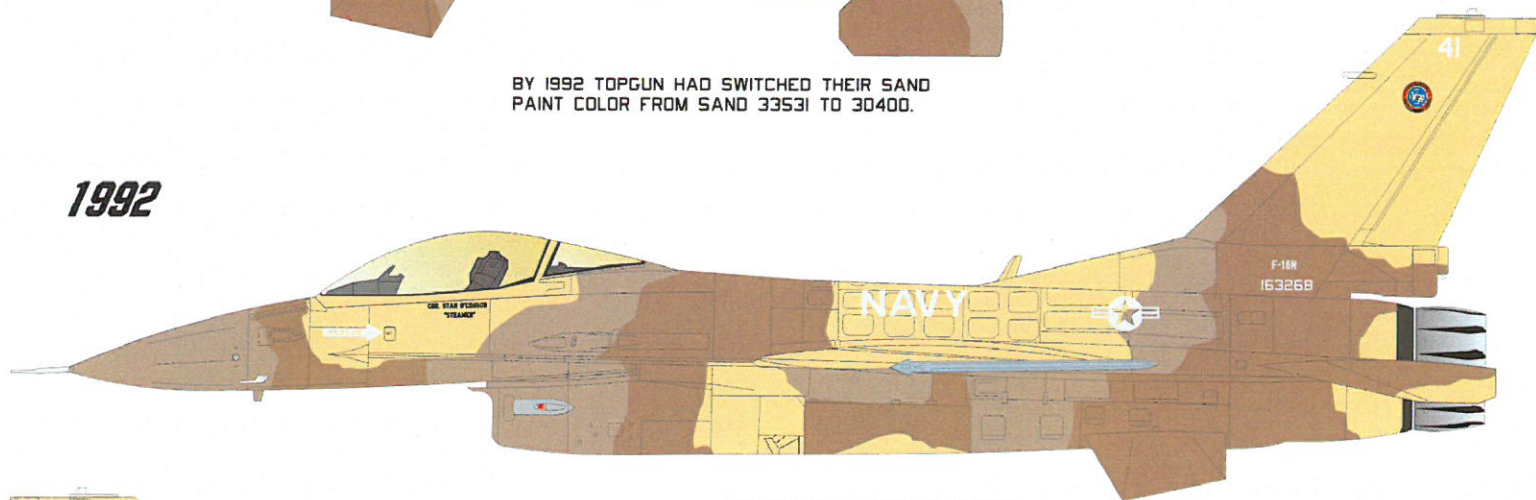 BY 1992 TOPGUN HAD SWITCHED THEIR SAND
PAINT COLOR FROM SAND 33531 TO 30400.
1992
41
CDR. STAN O'CONNOR
"STEAMER"
RESCUE
NAVY
F-16N
163268